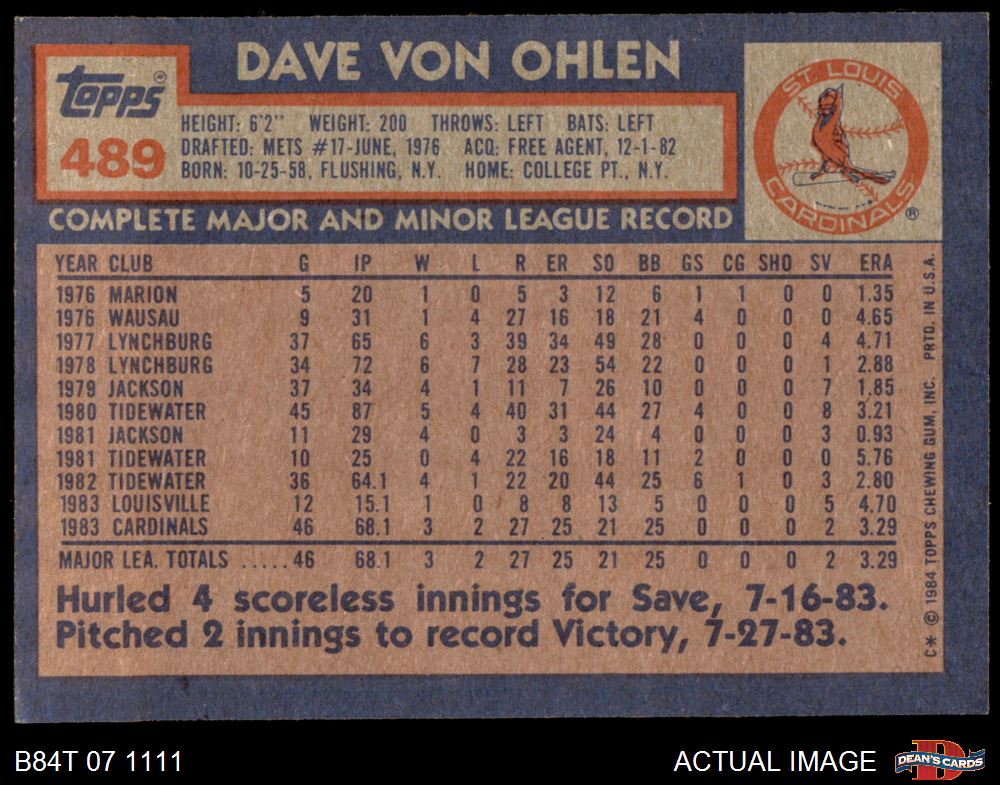 DAVE VON OHLEN
Topps®
489
HEIGHT: 6'2" WEIGHT: 200 THROWS: LEFT BATS: LEFT
DRAFTED: METS #17-JUNE, 1976 ACQ: FREE AGENT, 12-1-82
BORN: 10-25-58, FLUSHING, N.Y. HOME: COLLEGE PT., N.Y.
ST. LOUIS
CARDINALS®
COMPLETE MAJOR AND MINOR LEAGUE RECORD
YEAR CLUB G IP W L R ER SO BB GS CG SHO SV ERA
1976 MARION 5 20 1 0 5 3 12 6 1 1 0 0 1.35
1976 WAUSAU 9 31 1 4 27 16 18 21 4 0 0 0 4.65
1977 LYNCHBURG 37 65 6 3 39 34 49 28 0 0 0 4 4.71
1978 LYNCHBURG 34 72 6 7 28 23 54 22 0 0 0 1 2.88
1979 JACKSON 37 34 4 1 11 7 26 10 0 0 0 7 1.85
1980 TIDEWATER 45 87 5 4 40 31 44 27 4 0 0 8 3.21
1981 JACKSON 11 29 4 0 3 3 24 4 0 0 0 3 0.93
1981 TIDEWATER 10 25 0 4 22 16 18 11 2 0 0 0 5.76
1982 TIDEWATER 36 64.1 4 1 22 20 44 25 6 1 0 3 2.80
1983 LOUISVILLE 12 15.1 1 0 8 8 13 5 0 0 0 5 4.70
1983 CARDINALS 46 68.1 3 2 27 25 21 25 0 0 0 2 3.29
MAJOR LEA. TOTALS .....46 68.1 3 2 27 25 21 25 0 0 0 2 3.29
Hurled 4 scoreless innings for Save, 7-16-83.
Pitched 2 innings to record Victory, 7-27-83.
C* © 1984 TOPPS CHEWING GUM, INC. PRTD. IN U.S.A.
B84T 07 1111
ACTUAL IMAGE
D
DEAN'S CARDS